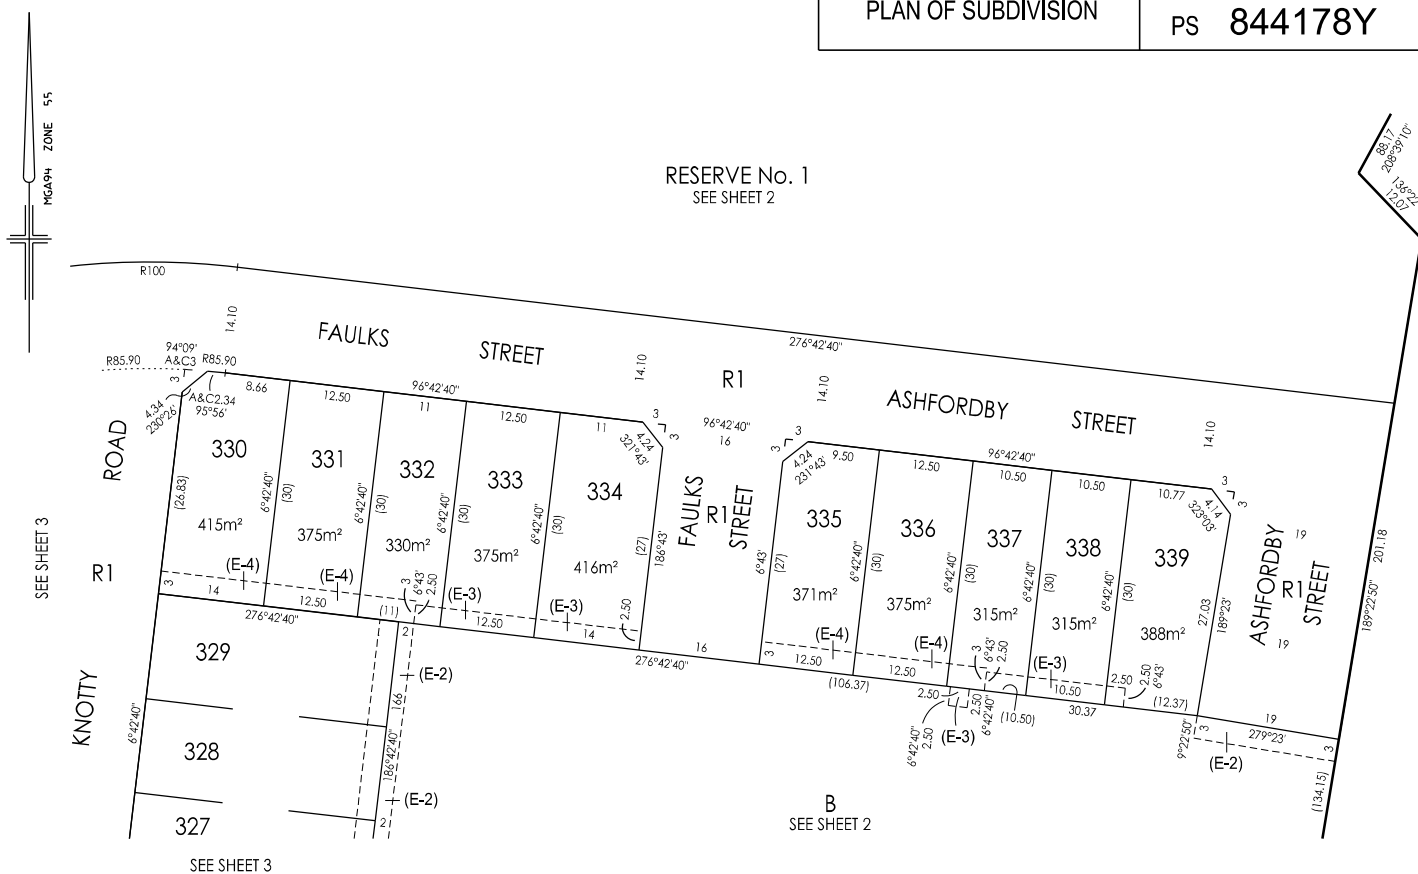 PLAN OF SUBDIVISION
PS 844178Y
MGA94 ZONE 55
RESERVE No. 1
SEE SHEET 2
88.17
208°39'10"
136°22'
12.07
R100
14.10
FAULKS STREET
276°42'40"
14.10
R1
14.10
ASHFORDBY STREET
14.10
94°09'
A&C3
R85.90
R85.90
3
A&C2.34
95°56'
4.34
230°26'
8.66
12.50
96°42'40"
11
12.50
11
3
3
4.24
321°43'
96°42'40"
16
3
3
4.24
231°43'
9.50
12.50
96°42'40"
10.50
10.50
10.77
3
3
4.14
323°03'
ROAD
330
331
332
333
334
FAULKS STREET
R1
335
336
337
338
339
ASHFORDBY STREET
R1
19
19
201.18
189°22'50"
(26.83)
6°42'40"
(30)
6°42'40"
(30)
6°42'40"
(30)
6°42'40"
(30)
(27)
186°43'
6°43'
(27)
6°42'40"
(30)
6°42'40"
(30)
6°42'40"
(30)
6°42'40"
(30)
27.03
189°23'
415m²
375m²
330m²
375m²
416m²
371m²
375m²
315m²
315m²
388m²
SEE SHEET 3
R1
(E-4)
(E-4)
3
6°43'
2.50
(E-3)
(E-3)
2.50
(E-4)
(E-4)
3
6°43'
2.50
(E-3)
2.50
2.50
6°43'
3
14
12.50
(11)
12.50
14
16
3
12.50
12.50
10.50
(12.37)
276°42'40"
276°42'40"
(106.37)
2.50
2.50
6°42'40"
(10.50)
30.37
6°42'40"
2.50
(E-3)
19
279°23'
3
3
9°22'50"
(E-2)
(134.15)
329
2
(E-2)
166
KNOTTY
6°42'40"
328
186°42'40"
(E-2)
2
327
B
SEE SHEET 2
SEE SHEET 3